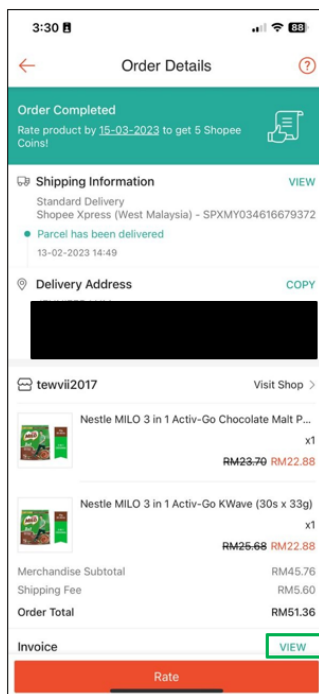 3:30
88
Order Details
Order Completed
Rate product by 15-03-2023 to get 5 Shopee
Coins!
Shipping Information VIEW
Standard Delivery
Shopee Xpress (West Malaysia) - SPXMY034616679372
Parcel has been delivered
13-02-2023 14:49
Delivery Address COPY
tewvii2017 Visit Shop >
Nestle MILO 3 in 1 Activ-Go Chocolate Malt P...
x1
RM23.70 RM22.88
Nestle MILO 3 in 1 Activ-Go KWave (30s x 33g)
x1
RM25.68 RM22.88
Merchandise Subtotal RM45.76
Shipping Fee RM5.60
Order Total RM51.36
Invoice VIEW
Rate